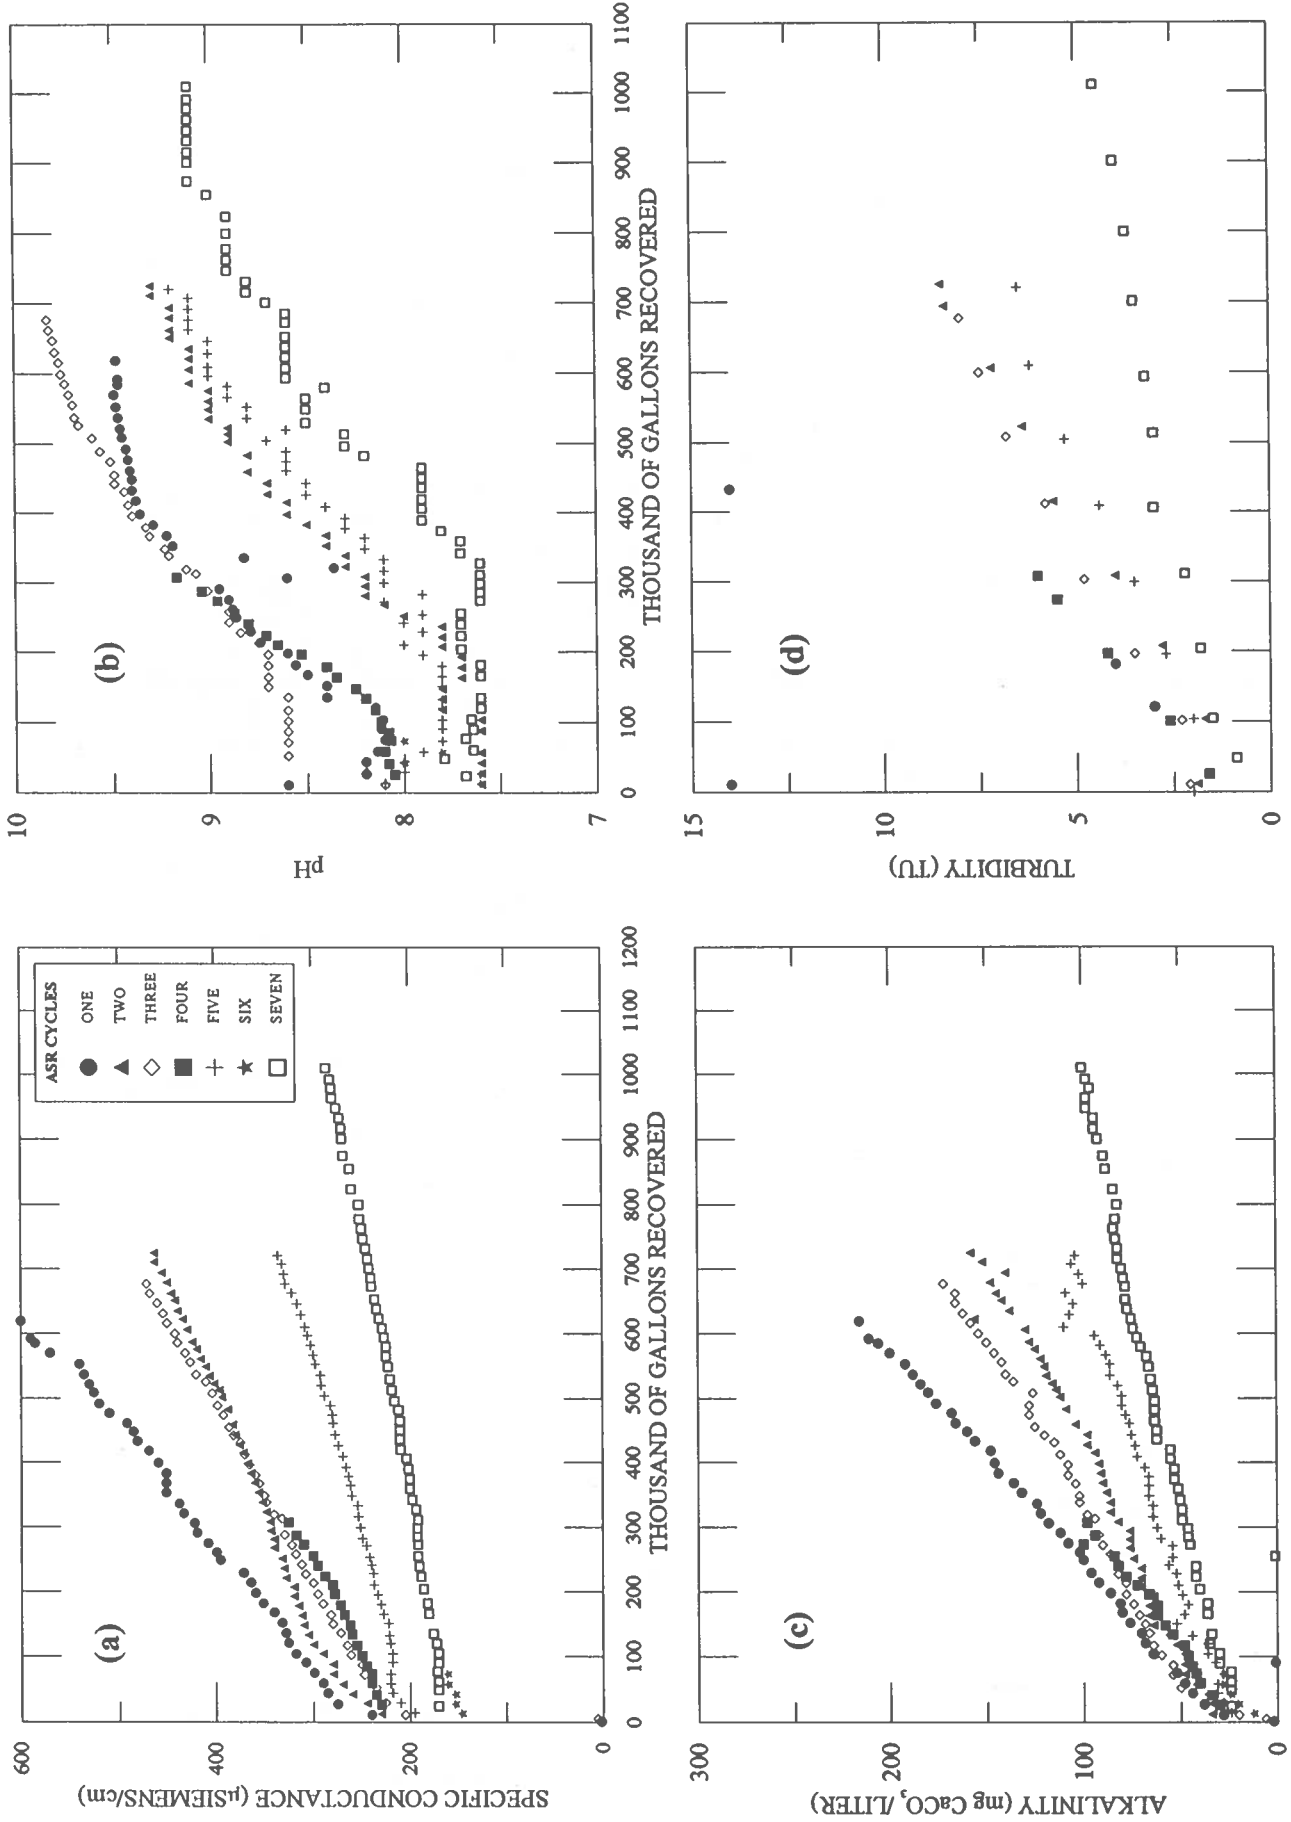 (a)
SPECIFIC CONDUCTANCE (µSIEMENS/cm)
600
400
200
0
0 100 200 300 400 500 600 700 800 900 1000 1100 1200
THOUSAND OF GALLONS RECOVERED
ASR CYCLES
ONE
TWO
THREE
FOUR
FIVE
SIX
SEVEN
(b)
pH
10
9
8
7
0 100 200 300 400 500 600 700 800 900 1000 1100
THOUSAND OF GALLONS RECOVERED
(c)
ALKALINITY (mg CaCO₃/LITER)
300
200
100
0
(d)
TURBIDITY (TU)
15
10
5
0